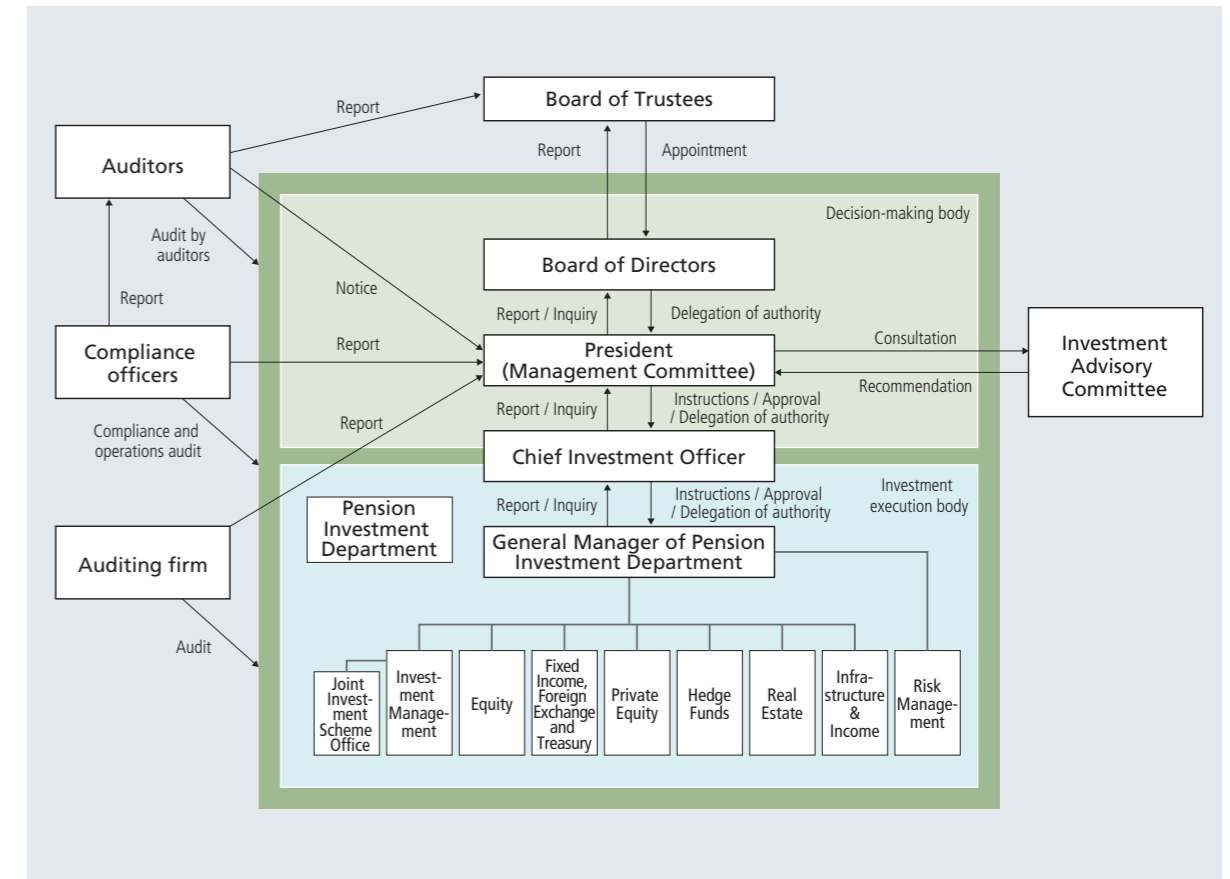 Board of Trustees
Report
Auditors
Report
Appointment
Decision-making body
Audit by
auditors
Board of Directors
Notice
Report
Report / Inquiry
Delegation of authority
Compliance
officers
Report
President
(Management Committee)
Consultation
Recommendation
Investment
Advisory
Committee
Report
Report / Inquiry
Instructions / Approval
/ Delegation of authority
Compliance and
operations audit
Chief Investment Officer
Investment
execution body
Pension
Investment
Department
Report / Inquiry
Instructions / Approval
/ Delegation of authority
General Manager of Pension
Investment Department
Auditing firm
Audit
Joint
Invest-
ment
Scheme
Office
Invest-
ment
Manage-
ment
Equity
Fixed
Income,
Foreign
Exchange
and
Treasury
Private
Equity
Hedge
Funds
Real
Estate
Infra-
structure
&
Income
Risk
Manage-
ment